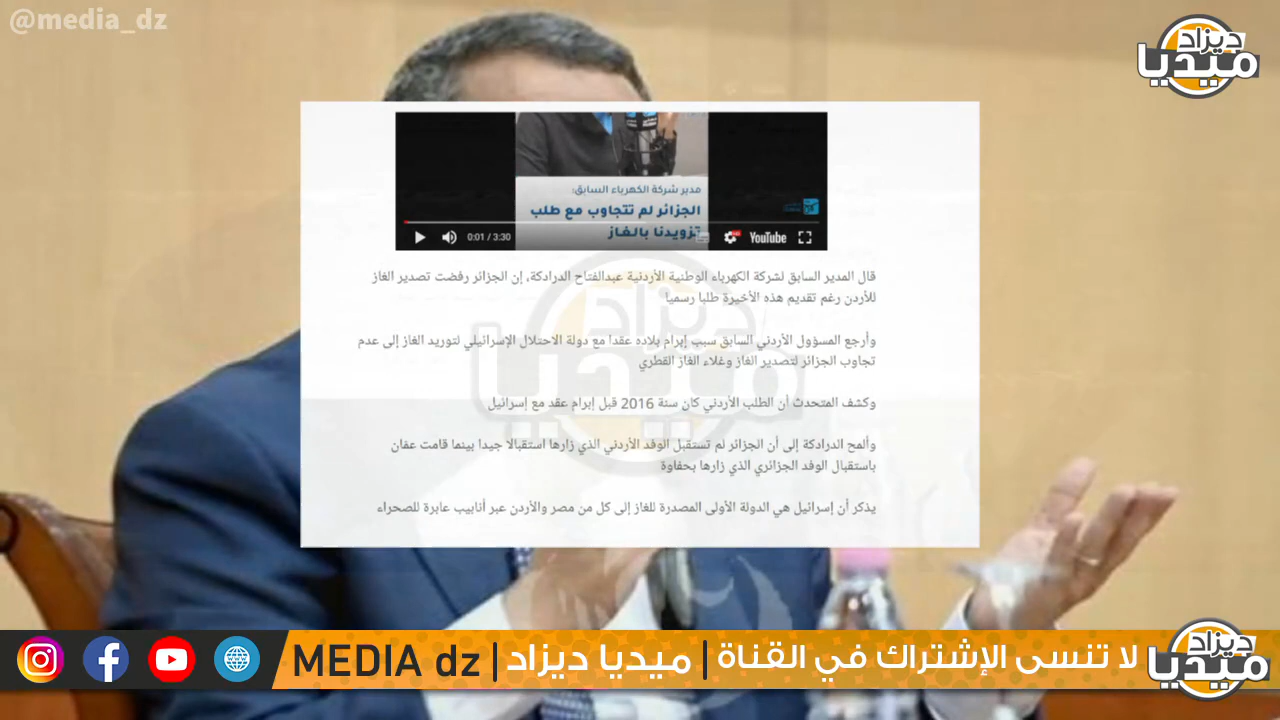 @media_dz
ديزاد
ميديا
مدير شركة الكهرباء السابق:
الجزائر لم تتجاوب مع طلب
تزويدنا بالغاز
0:01 / 3:30
YouTube
قال المدير السابق لشركة الكهرباء الوطنية الأردنية عبدالفتاح الدرادكة، إن الجزائر رفضت تصدير الغاز
للأردن رغم تقديم هذه الأخيرة طلبا رسميا
وأرجع المسؤول الأردني السابق سبب إبرام بلاده عقدا مع دولة الاحتلال الإسرائيلي لتوريد الغاز إلى عدم
تجاوب الجزائر لتصدير الغاز وغلاء الغاز القطري
وكشف المتحدث أن الطلب الأردني كان سنة 2016 قبل إبرام عقد مع إسرائيل
وألمح الدرادكة إلى أن الجزائر لم تستقبل الوفد الأردني الذي زارها استقبالا جيدا بينما قامت عمّان
باستقبال الوفد الجزائري الذي زارها بحفاوة
يذكر أن إسرائيل هي الدولة الأولى المصدرة للغاز إلى كل من مصر والأردن عبر أنابيب عابرة للصحراء
ديزاد
ميديا
لا تنسى الإشتراك في القناة | ميديا ديزاد | MEDIA dz
ديزاد
ميديا